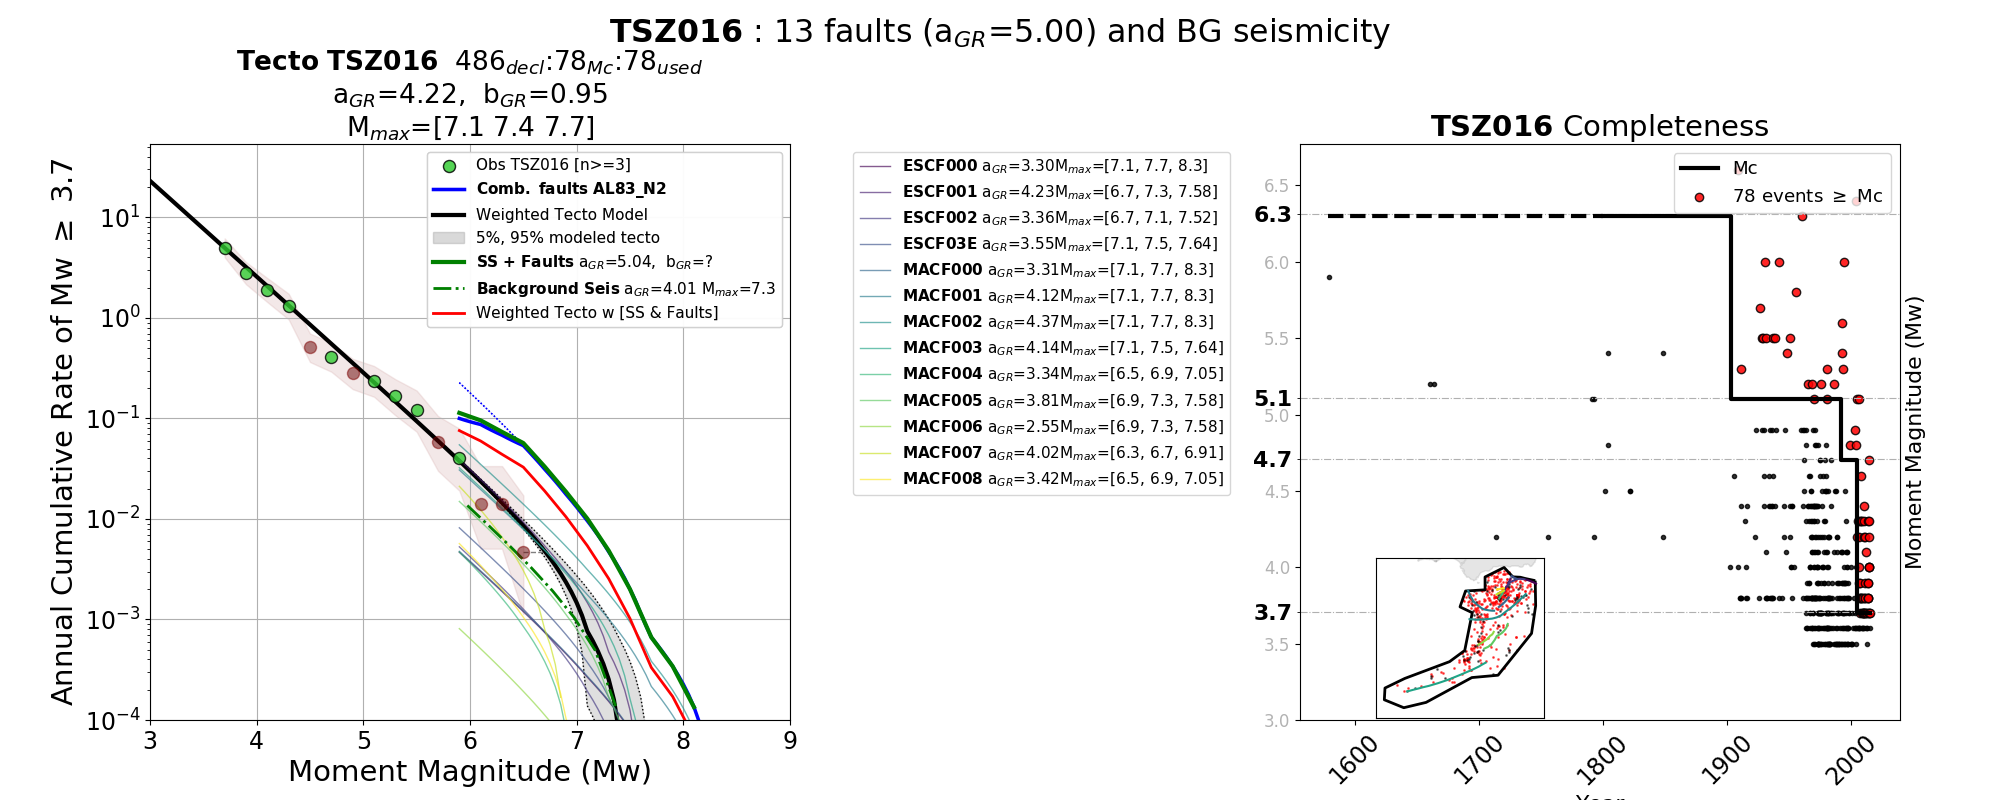 TSZ016 : 13 faults (aGR=5.00) and BG seismicity
Tecto TSZ016 486decl:78Mc:78used
aGR=4.22, bGR=0.95
Mmax=[7.1 7.4 7.7]
Annual Cumulative Rate of Mw ≥ 3.7
10^1
10^0
10^−1
10^−2
10^−3
10^−4
3 4 5 6 7 8 9
Moment Magnitude (Mw)
Obs TSZ016 [n>=3]
Comb. faults AL83_N2
Weighted Tecto Model
5%, 95% modeled tecto
SS + Faults aGR=5.04, bGR=?
Background Seis aGR=4.01 Mmax=7.3
Weighted Tecto w [SS & Faults]
ESCF000 aGR=3.30Mmax=[7.1, 7.7, 8.3]
ESCF001 aGR=4.23Mmax=[6.7, 7.3, 7.58]
ESCF002 aGR=3.36Mmax=[6.7, 7.1, 7.52]
ESCF03E aGR=3.55Mmax=[7.1, 7.5, 7.64]
MACF000 aGR=3.31Mmax=[7.1, 7.7, 8.3]
MACF001 aGR=4.12Mmax=[7.1, 7.7, 8.3]
MACF002 aGR=4.37Mmax=[7.1, 7.7, 8.3]
MACF003 aGR=4.14Mmax=[7.1, 7.5, 7.64]
MACF004 aGR=3.34Mmax=[6.5, 6.9, 7.05]
MACF005 aGR=3.81Mmax=[6.9, 7.3, 7.58]
MACF006 aGR=2.55Mmax=[6.9, 7.3, 7.58]
MACF007 aGR=4.02Mmax=[6.3, 6.7, 6.91]
MACF008 aGR=3.42Mmax=[6.5, 6.9, 7.05]
TSZ016 Completeness
Mc
78 events ≥ Mc
6.5
6.3
6.0
5.5
5.1
5.0
4.7
4.5
4.0
3.7
3.5
3.0
1600 1700 1800 1900 2000
Moment Magnitude (Mw)